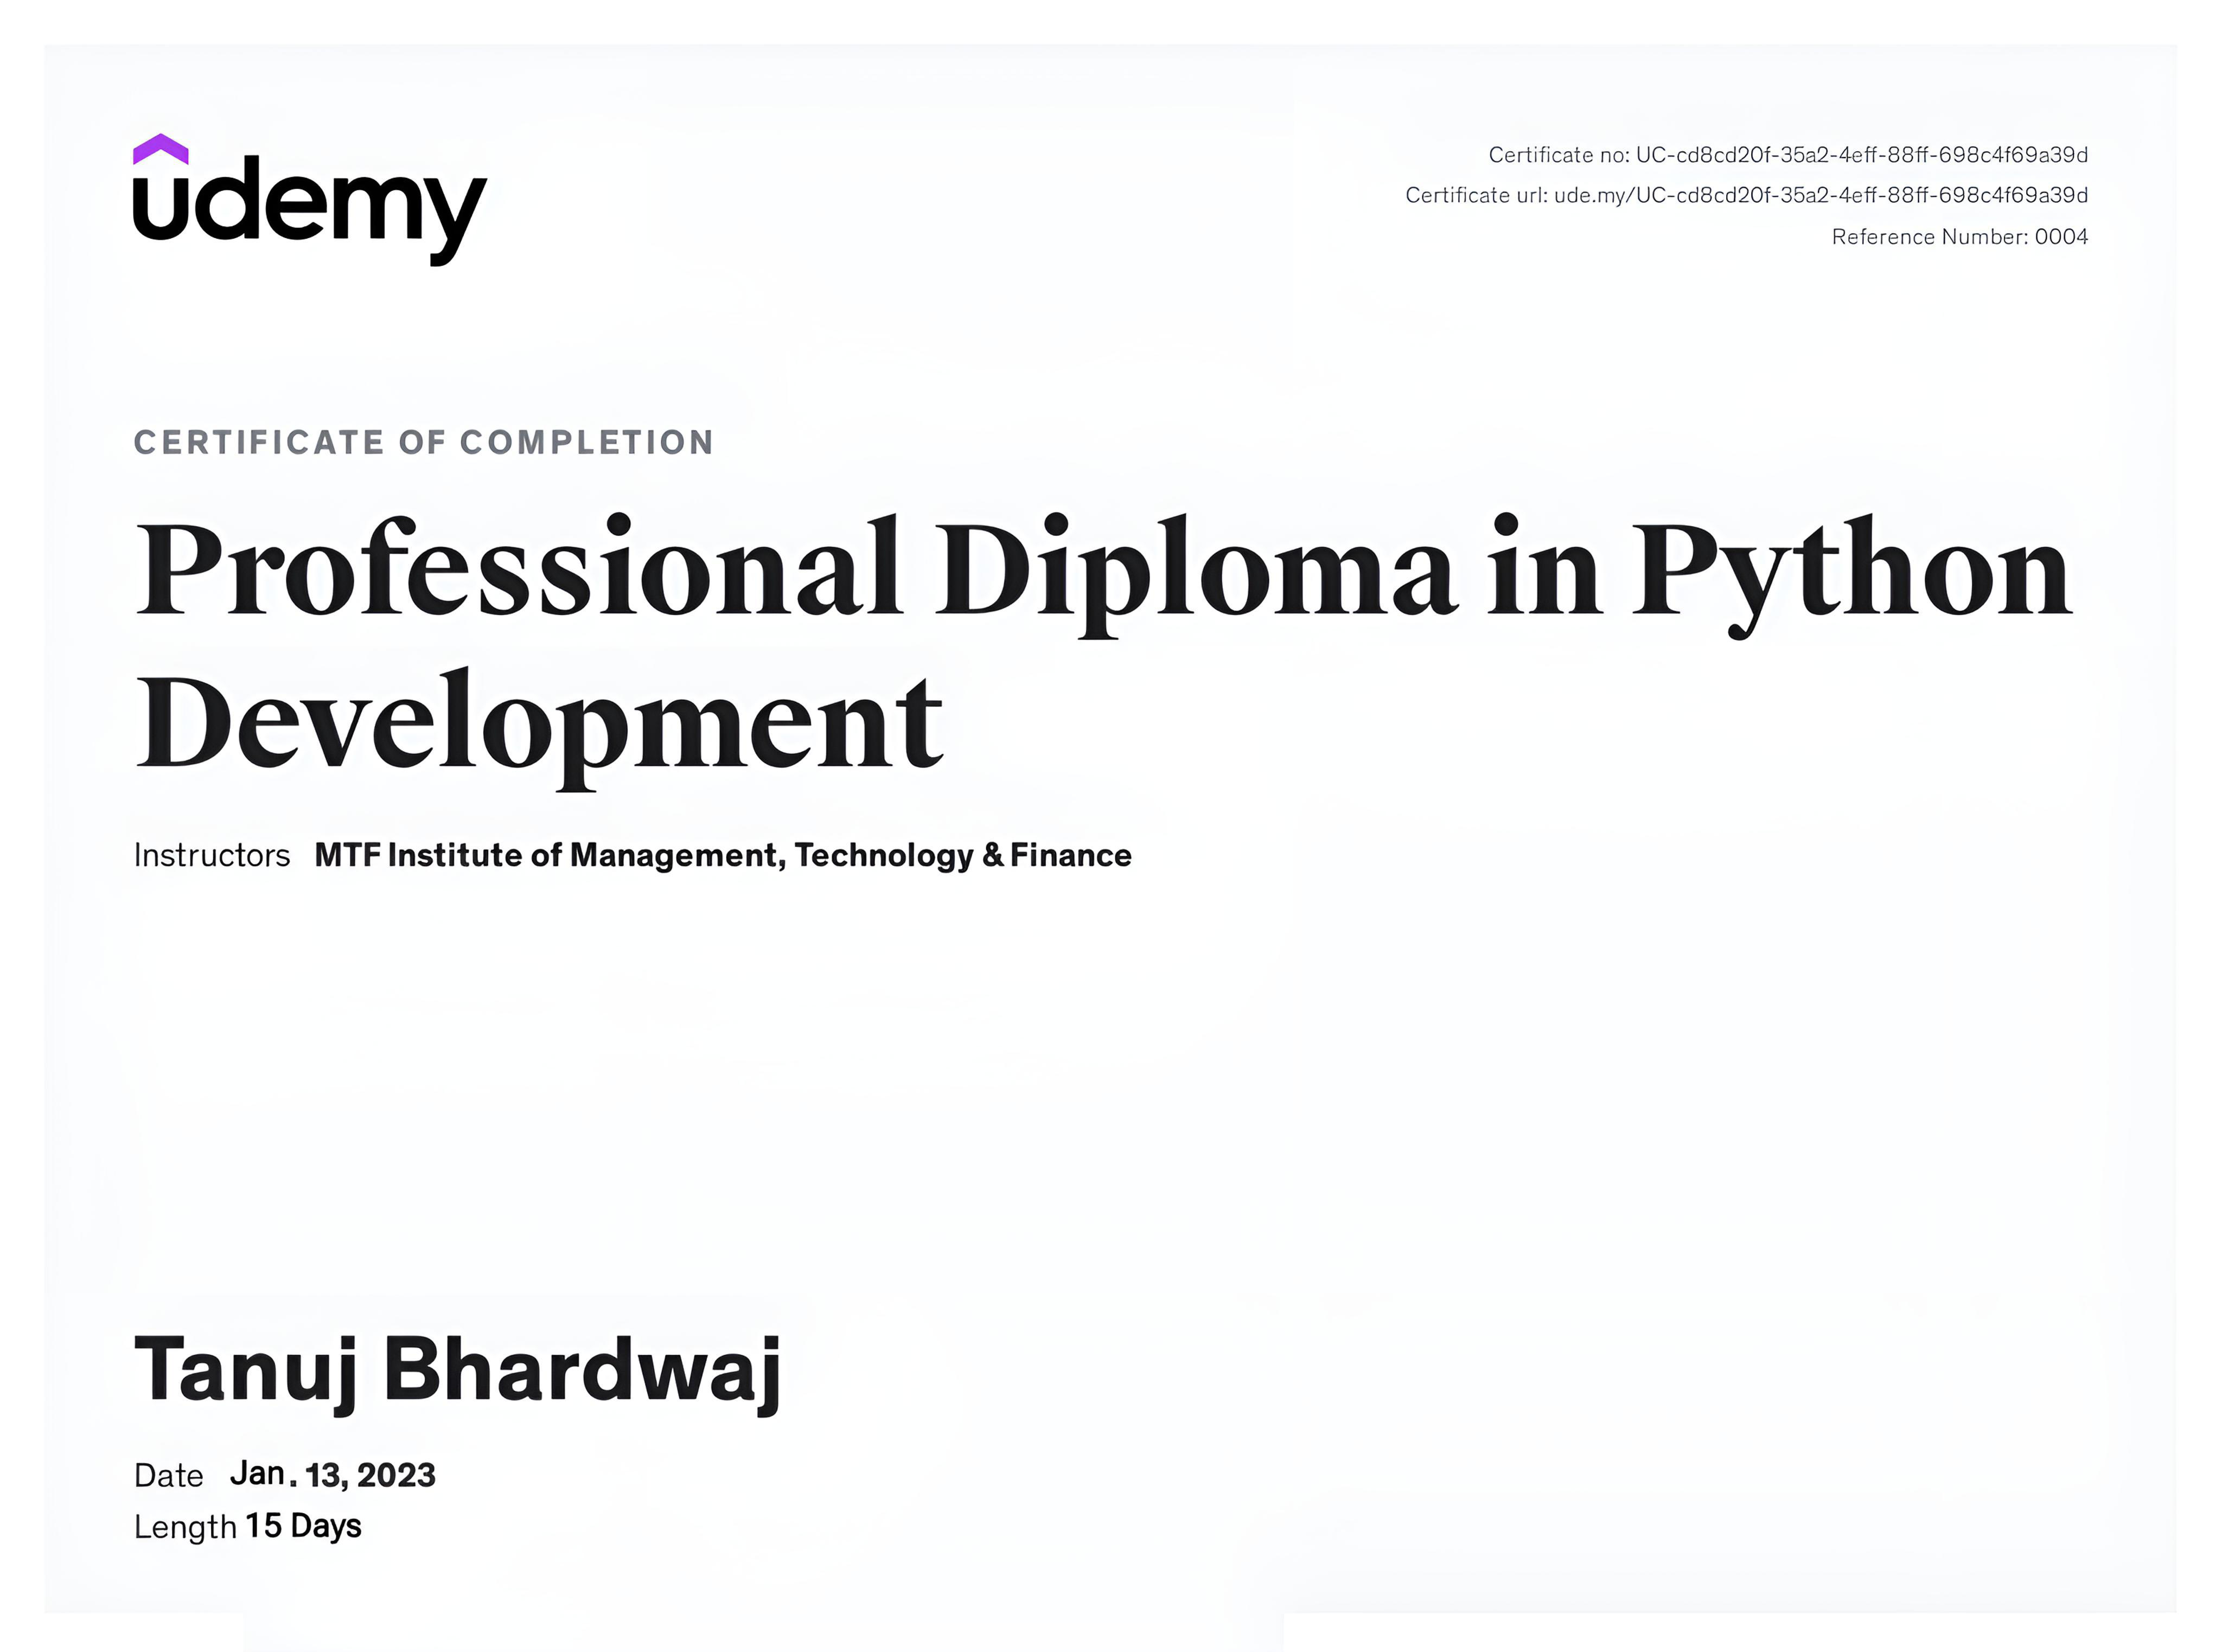 udemy
Certificate no: UC-cd8cd20f-35a2-4eff-88ff-698c4f69a39d
Certificate url: ude.my/UC-cd8cd20f-35a2-4eff-88ff-698c4f69a39d
Reference Number: 0004
CERTIFICATE OF COMPLETION
Professional Diploma in Python
Development
Instructors MTF Institute of Management, Technology & Finance
Tanuj Bhardwaj
Date Jan. 13, 2023
Length 15 Days